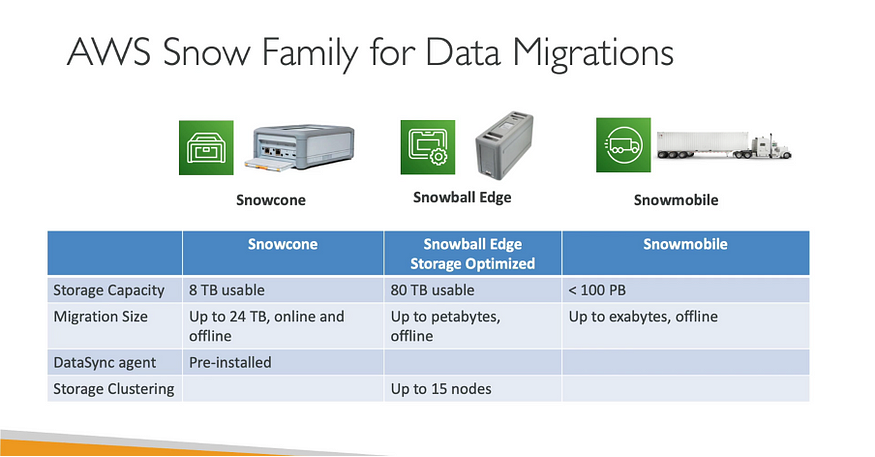 AWS Snow Family for Data Migrations
Snowcone
Snowball Edge
Snowmobile
Snowcone
Snowball Edge
Storage Optimized
Snowmobile
Storage Capacity
8 TB usable
80 TB usable
< 100 PB
Migration Size
Up to 24 TB, online and
offline
Up to petabytes,
offline
Up to exabytes, offline
DataSync agent
Pre-installed
Storage Clustering
Up to 15 nodes